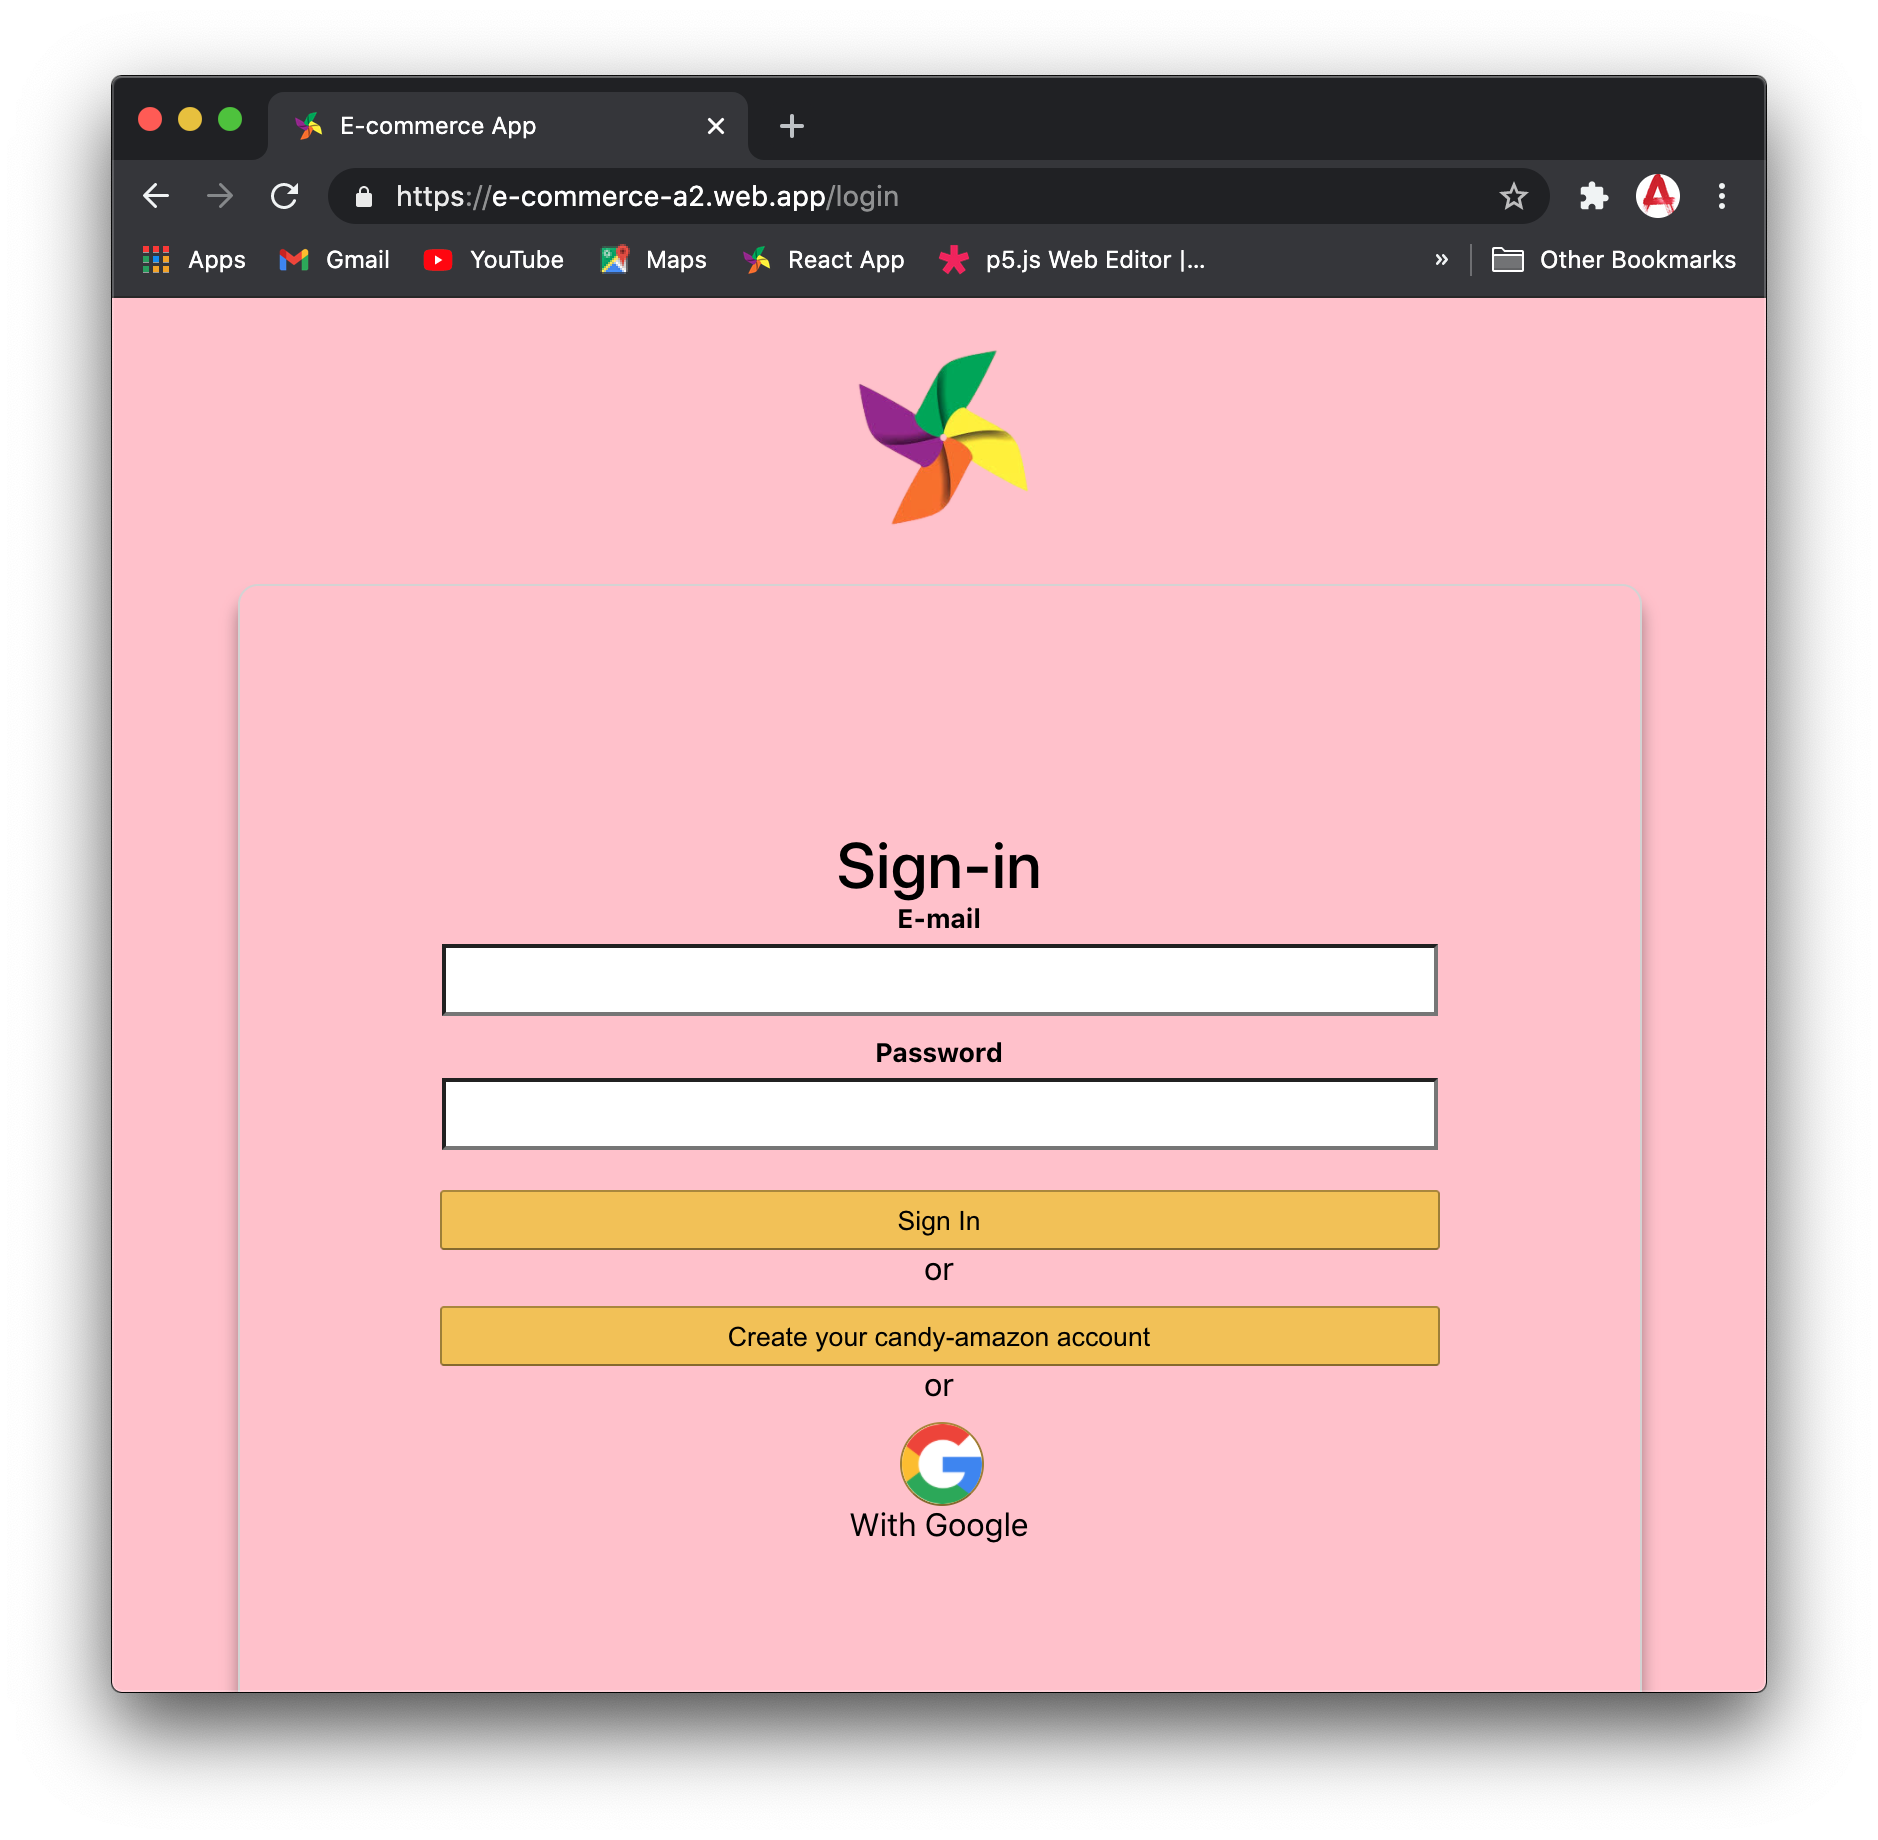 E-commerce App
https://e-commerce-a2.web.app/login
Apps Gmail YouTube Maps React App p5.js Web Editor |... » Other Bookmarks
Sign-in
E-mail
Password
Sign In
or
Create your candy-amazon account
or
With Google